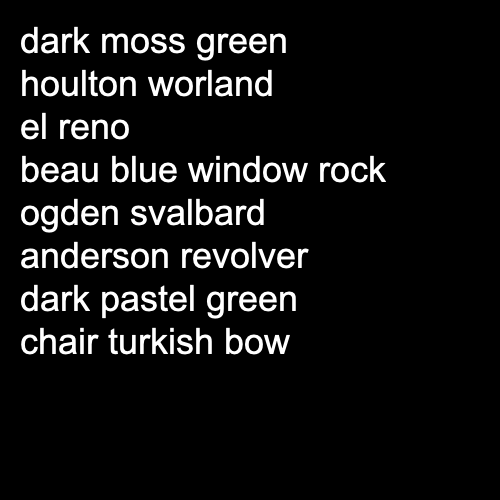 dark moss green
houlton worland
el reno
beau blue window rock
ogden svalbard
anderson revolver
dark pastel green
chair turkish bow